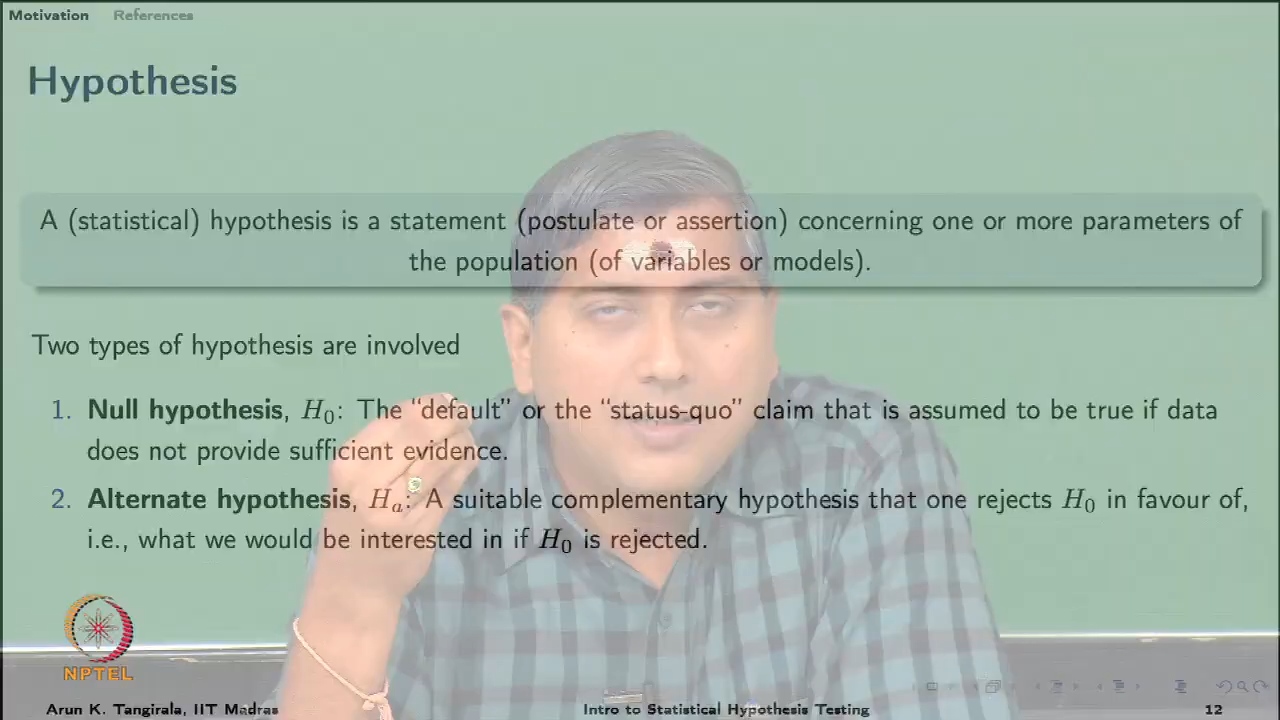 Motivation References
Hypothesis
A (statistical) hypothesis is a statement (postulate or assertion) concerning one or more parameters of
the population (of variables or models).
Two types of hypothesis are involved
1. Null hypothesis, H₀: The “default” or the “status-quo” claim that is assumed to be true if data
does not provide sufficient evidence.
2. Alternate hypothesis, Hₐ: A suitable complementary hypothesis that one rejects H₀ in favour of,
i.e., what we would be interested in if H₀ is rejected.
NPTEL
Arun K. Tangirala, IIT Madras Intro to Statistical Hypothesis Testing 12